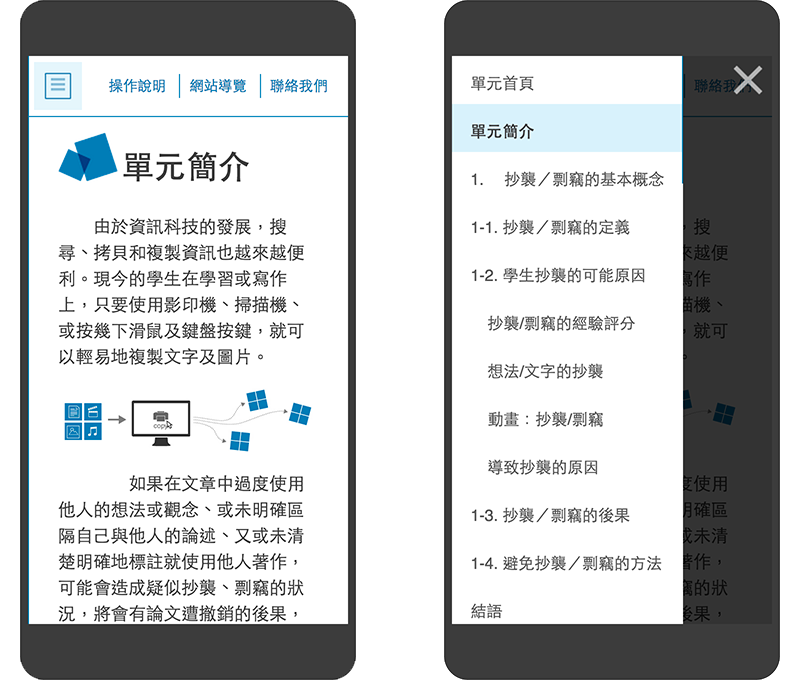 操作說明
網站導覽
聯絡我們
單元簡介
由於資訊科技的發展，搜
尋、拷貝和複製資訊也越來越便
利。現今的學生在學習或寫作
上，只要使用影印機、掃描機、
或按幾下滑鼠及鍵盤按鍵，就可
以輕易地複製文字及圖片。
copy
如果在文章中過度使用
他人的想法或觀念、或未明確區
隔自己與他人的論述、又或未清
楚明確地標註就使用他人著作，
可能會造成疑似抄襲、剽竊的狀
況，將會有論文遭撤銷的後果，
單元首頁
單元簡介
1. 抄襲／剽竊的基本概念
1-1. 抄襲／剽竊的定義
1-2. 學生抄襲的可能原因
抄襲/剽竊的經驗評分
想法/文字的抄襲
動畫：抄襲/剽竊
導致抄襲的原因
1-3. 抄襲／剽竊的後果
1-4. 避免抄襲／剽竊的方法
結語
聯絡我們
，搜
來越便
寫作
描機、
，就可
。
度使用
明確區
或未清
著作，
竊的狀
後果，